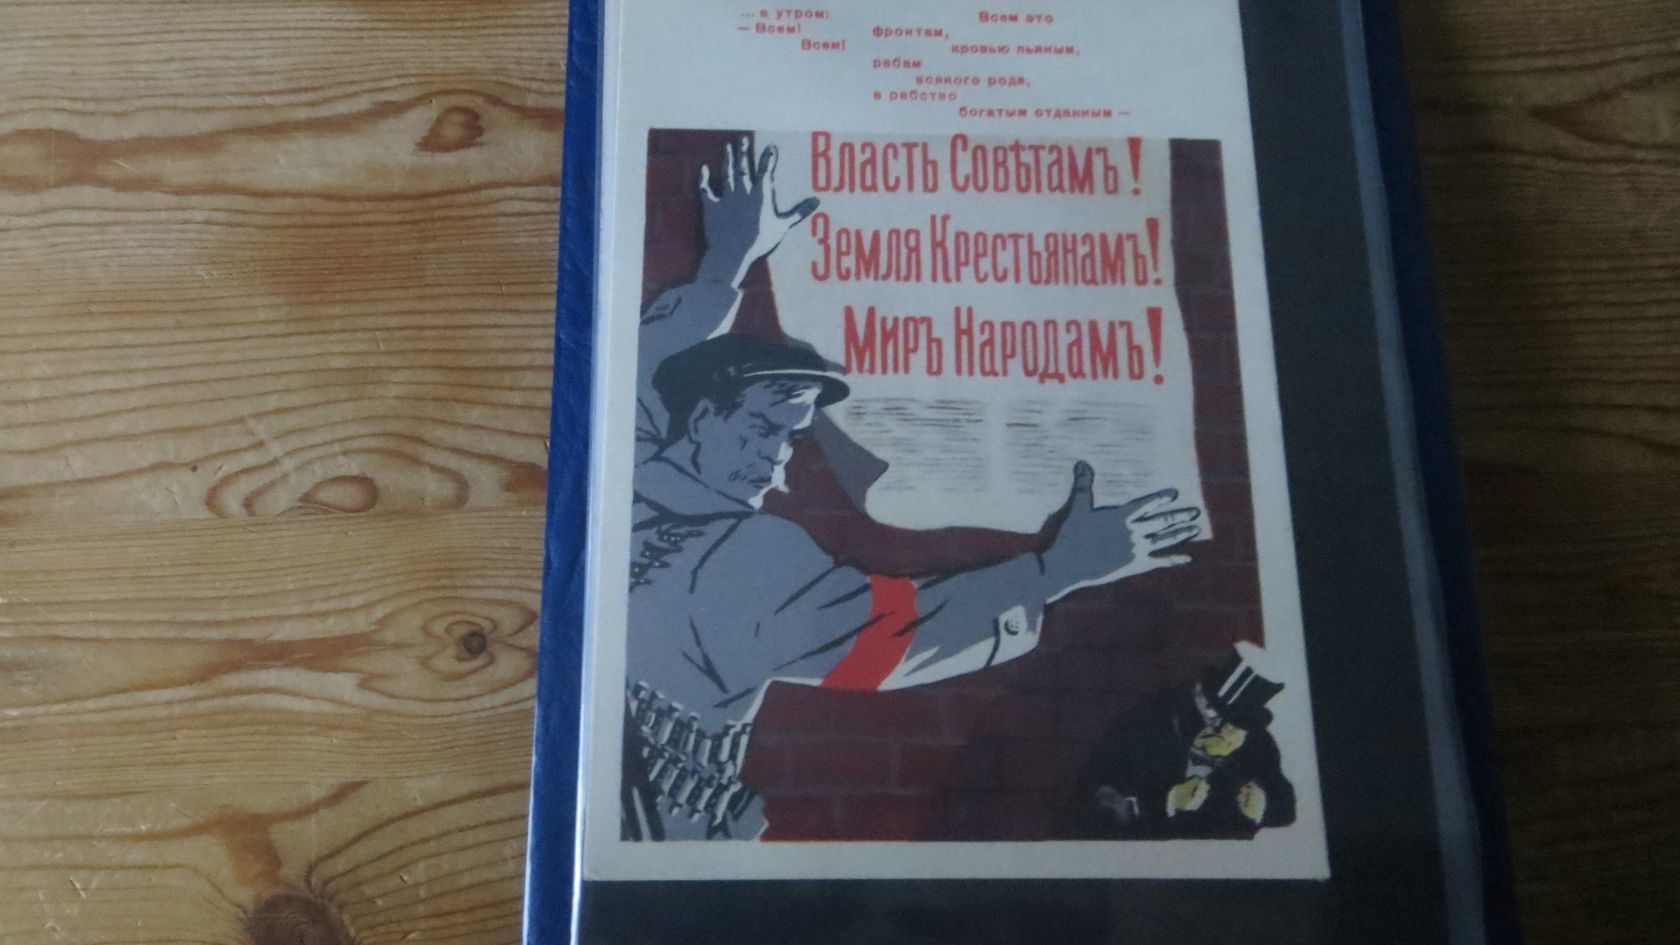 ...а утром:
— Всем!
Всем!
Всем это
фронтам,
кровью пьяным,
рабам
всякого рода,
в рабство
богатым отданным —
Власть Совѣтамъ!
Земля Крестьянамъ!
Миръ Народамъ!